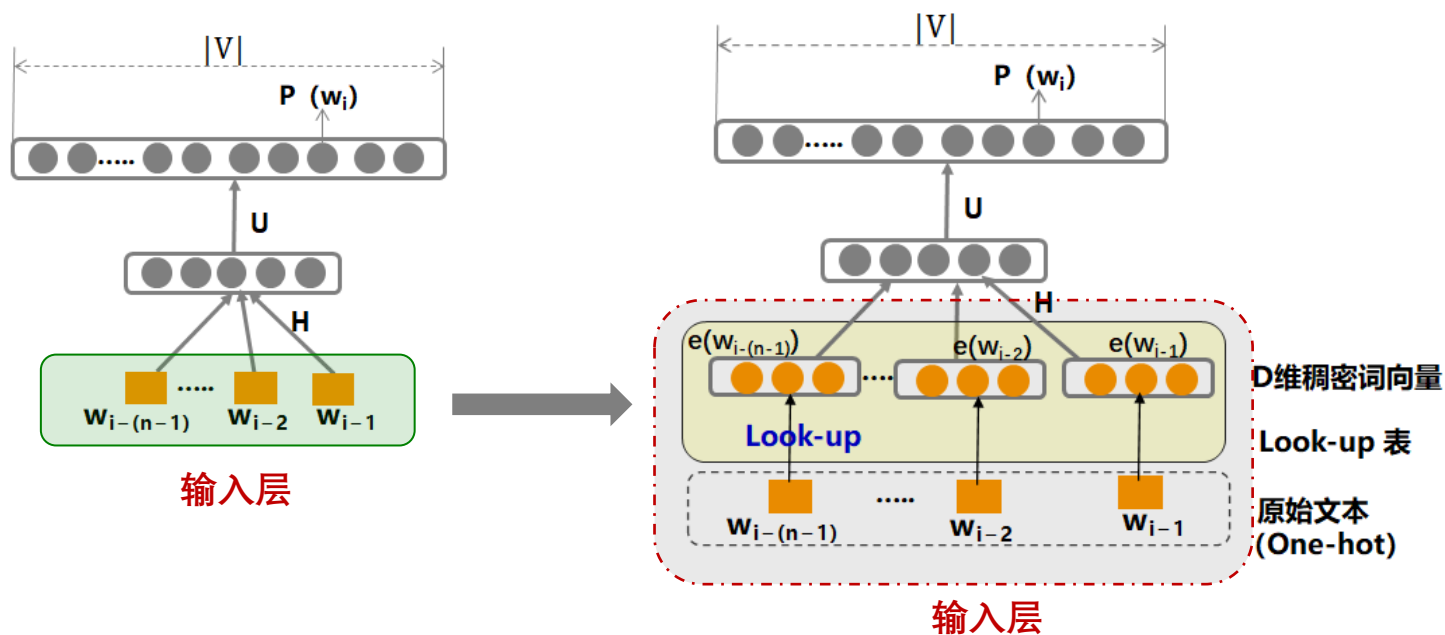 |V|
P (wᵢ)
.....
U
H
.....
wᵢ₋₍ₙ₋₁₎ wᵢ₋₂ wᵢ₋₁
输入层
|V|
P (wᵢ)
.....
U
H
e(wᵢ₋₍ₙ₋₁₎) e(wᵢ₋₂) e(wᵢ₋₁)
....
D维稠密词向量
Look-up
Look-up 表
.....
wᵢ₋₍ₙ₋₁₎ wᵢ₋₂ wᵢ₋₁
原始文本
(One-hot)
输入层